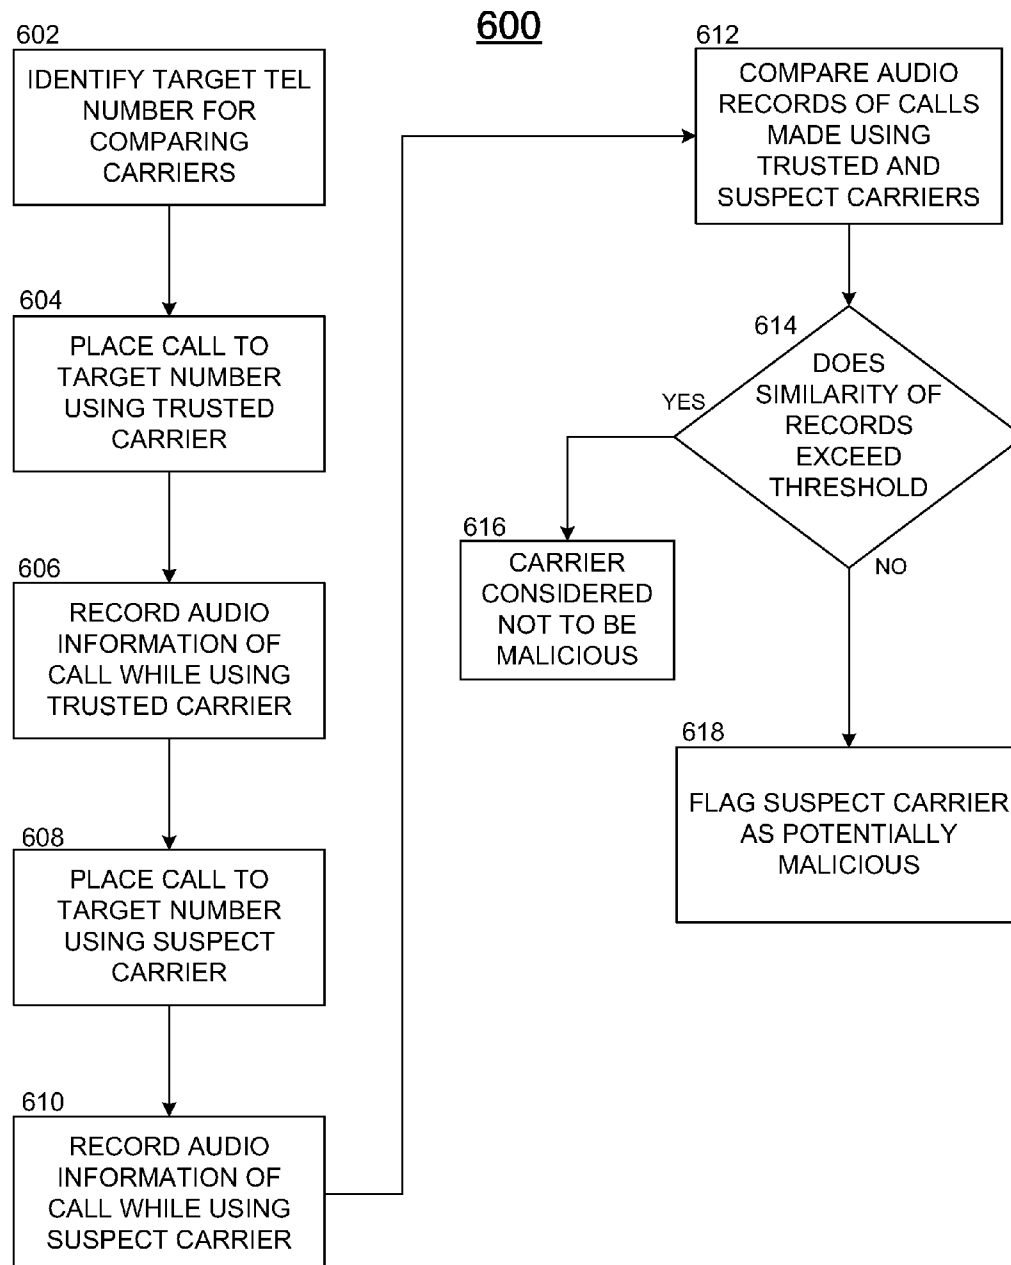 600
602
IDENTIFY TARGET TEL
NUMBER FOR
COMPARING
CARRIERS
604
PLACE CALL TO
TARGET NUMBER
USING TRUSTED
CARRIER
606
RECORD AUDIO
INFORMATION OF
CALL WHILE USING
TRUSTED CARRIER
608
PLACE CALL TO
TARGET NUMBER
USING SUSPECT
CARRIER
610
RECORD AUDIO
INFORMATION OF
CALL WHILE USING
SUSPECT CARRIER
612
COMPARE AUDIO
RECORDS OF CALLS
MADE USING
TRUSTED AND
SUSPECT CARRIERS
614
DOES
SIMILARITY OF
RECORDS
EXCEED
THRESHOLD
YES
616
CARRIER
CONSIDERED
NOT TO BE
MALICIOUS
NO
618
FLAG SUSPECT CARRIER
AS POTENTIALLY
MALICIOUS